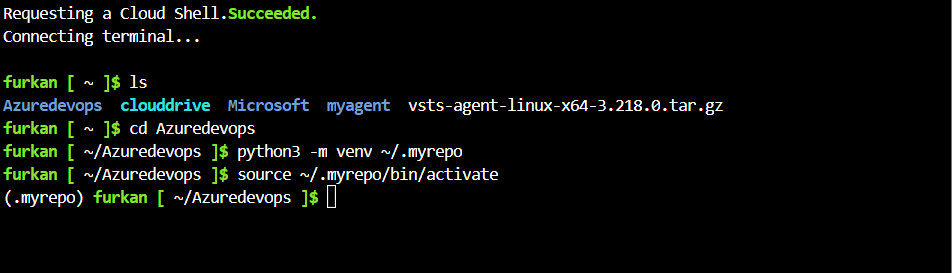 Requesting a Cloud Shell.Succeeded.
Connecting terminal...
furkan [ ~ ]$ ls
Azuredevops clouddrive Microsoft myagent vsts-agent-linux-x64-3.218.0.tar.gz
furkan [ ~ ]$ cd Azuredevops
furkan [ ~/Azuredevops ]$ python3 -m venv ~/.myrepo
furkan [ ~/Azuredevops ]$ source ~/.myrepo/bin/activate
(.myrepo) furkan [ ~/Azuredevops ]$